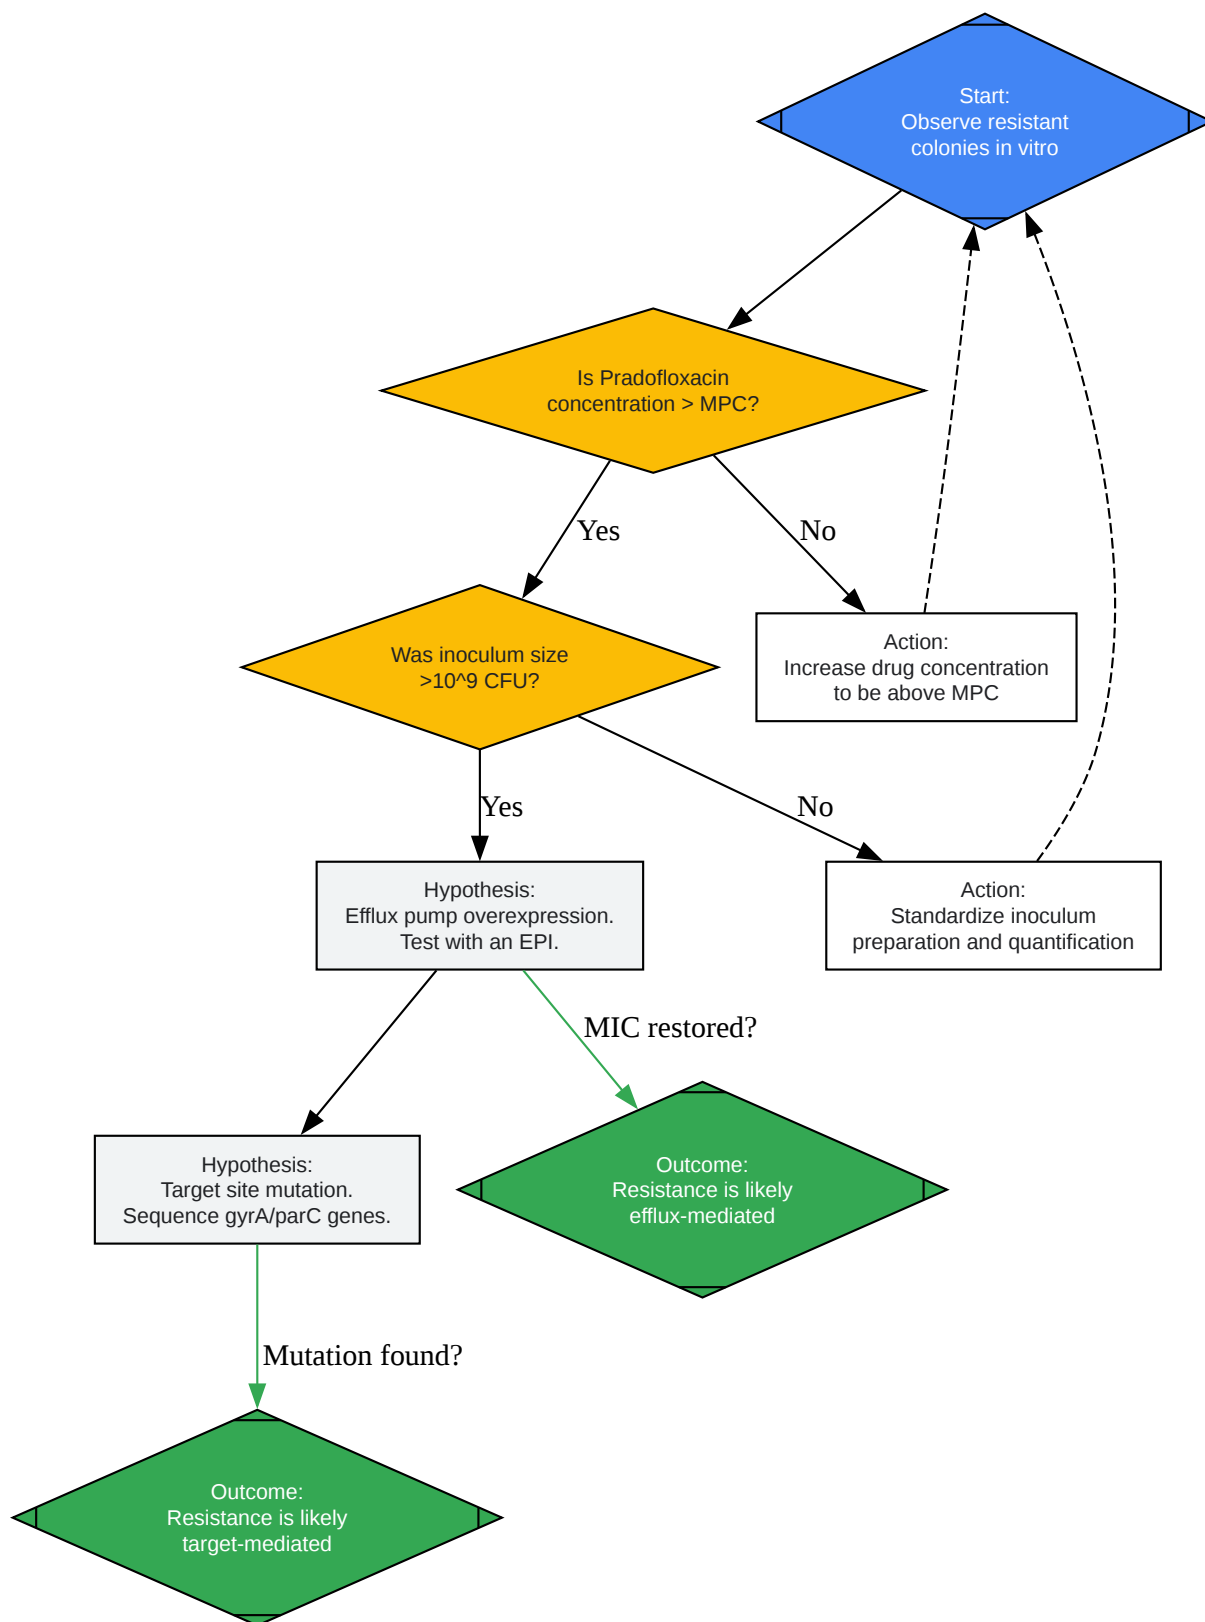 Start:
Observe resistant
colonies in vitro
Is Pradofloxacin
concentration > MPC?
Yes
No
Was inoculum size
>10^9 CFU?
Action:
Increase drug concentration
to be above MPC
Yes
No
Hypothesis:
Efflux pump overexpression.
Test with an EPI.
Action:
Standardize inoculum
preparation and quantification
MIC restored?
Hypothesis:
Target site mutation.
Sequence gyrA/parC genes.
Outcome:
Resistance is likely
efflux-mediated
Mutation found?
Outcome:
Resistance is likely
target-mediated